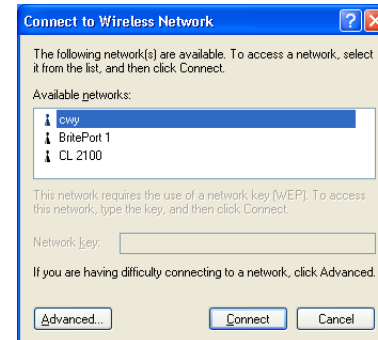 Connect to Wireless Network
The following network(s) are available. To access a network, select
it from the list, and then click Connect.
Available networks:
cwy
BritePort 1
CL 2100
This network requires the use of a network key (WEP). To access
this network, type the key, and then click Connect.
Network key:
If you are having difficulty connecting to a network, click Advanced.
Advanced... Connect Cancel